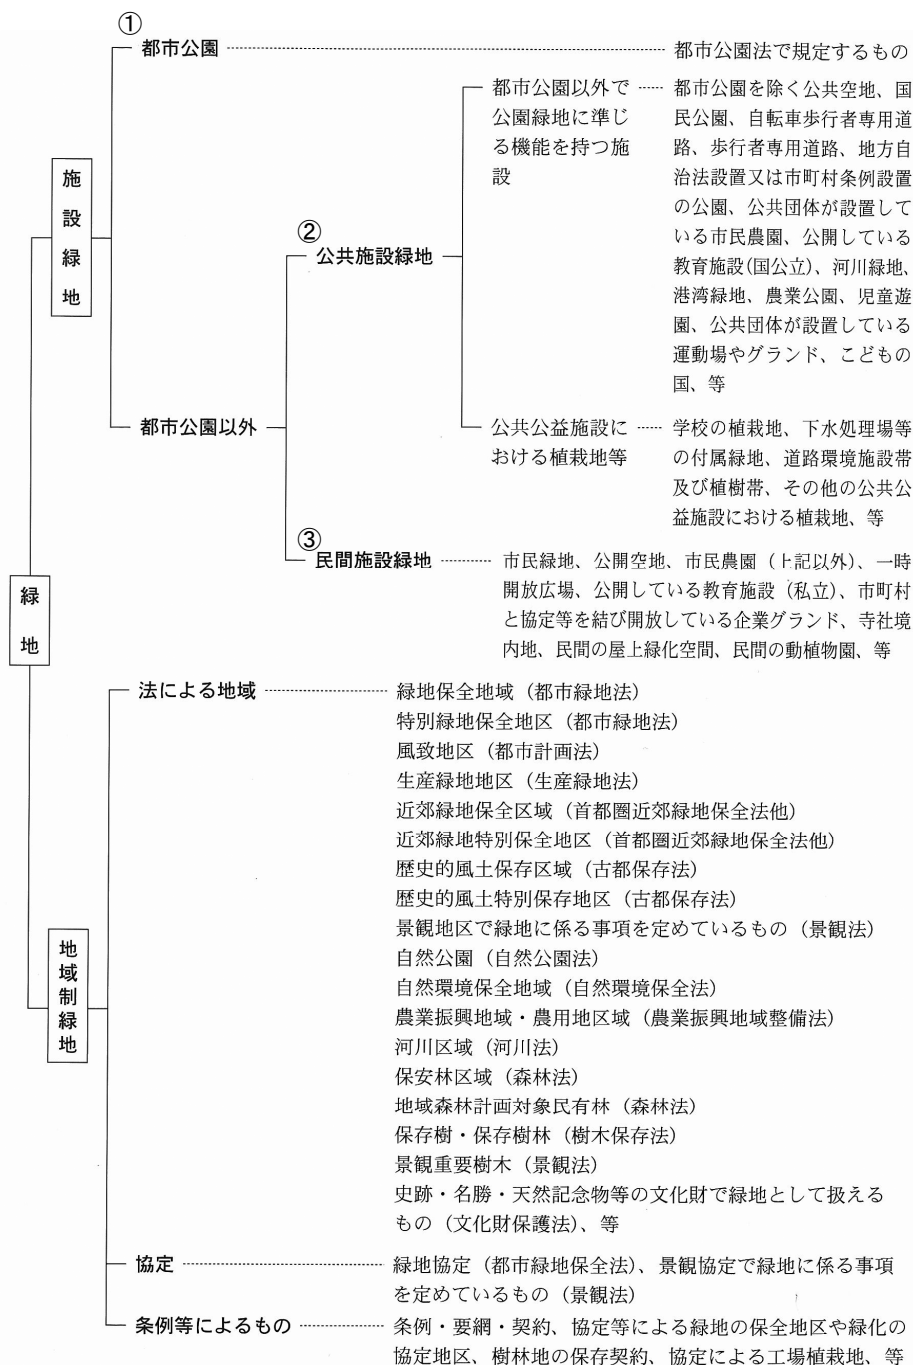 ①
都市公園 都市公園法で規定するもの
都市公園以外で
公園緑地に準じ
る機能を持つ施
設
都市公園を除く公共空地、国
民公園、自転車歩行者専用道
路、歩行者専用道路、地方自
治法設置又は市町村条例設置
の公園、公共団体が設置して
いる市民農園、公開している
教育施設(国公立)、河川緑地、
港湾緑地、農業公園、児童遊
園、公共団体が設置している
運動場やグランド、こどもの
国、等
施設緑地
②
公共施設緑地
都市公園以外
公共公益施設に
おける植栽地等
学校の植栽地、下水処理場等
の付属緑地、道路環境施設帯
及び植樹帯、その他の公共公
益施設における植栽地、等
③
民間施設緑地
市民緑地、公開空地、市民農園（上記以外）、一時
開放広場、公開している教育施設（私立）、市町村
と協定等を結び開放している企業グランド、寺社境
内地、民間の屋上緑化空間、民間の動植物園、等
緑地
法による地域
緑地保全地域（都市緑地法）
特別緑地保全地区（都市緑地法）
風致地区（都市計画法）
生産緑地地区（生産緑地法）
近郊緑地保全区域（首都圏近郊緑地保全法他）
近郊緑地特別保全地区（首都圏近郊緑地保全法他）
歴史的風土保存区域（古都保存法）
歴史的風土特別保存地区（古都保存法）
景観地区で緑地に係る事項を定めているもの（景観法）
自然公園（自然公園法）
自然環境保全地域（自然環境保全法）
農業振興地域・農用地区域（農業振興地域整備法）
河川区域（河川法）
保安林区域（森林法）
地域森林計画対象民有林（森林法）
保存樹・保存樹林（樹木保存法）
景観重要樹木（景観法）
史跡・名勝・天然記念物等の文化財で緑地として扱える
もの（文化財保護法）、等
地域制緑地
協定
緑地協定（都市緑地保全法）、景観協定で緑地に係る事項
を定めているもの（景観法）
条例等によるもの
条例・要綱・契約、協定等による緑地の保全地区や緑化の
協定地区、樹林地の保存契約、協定による工場植栽地、等